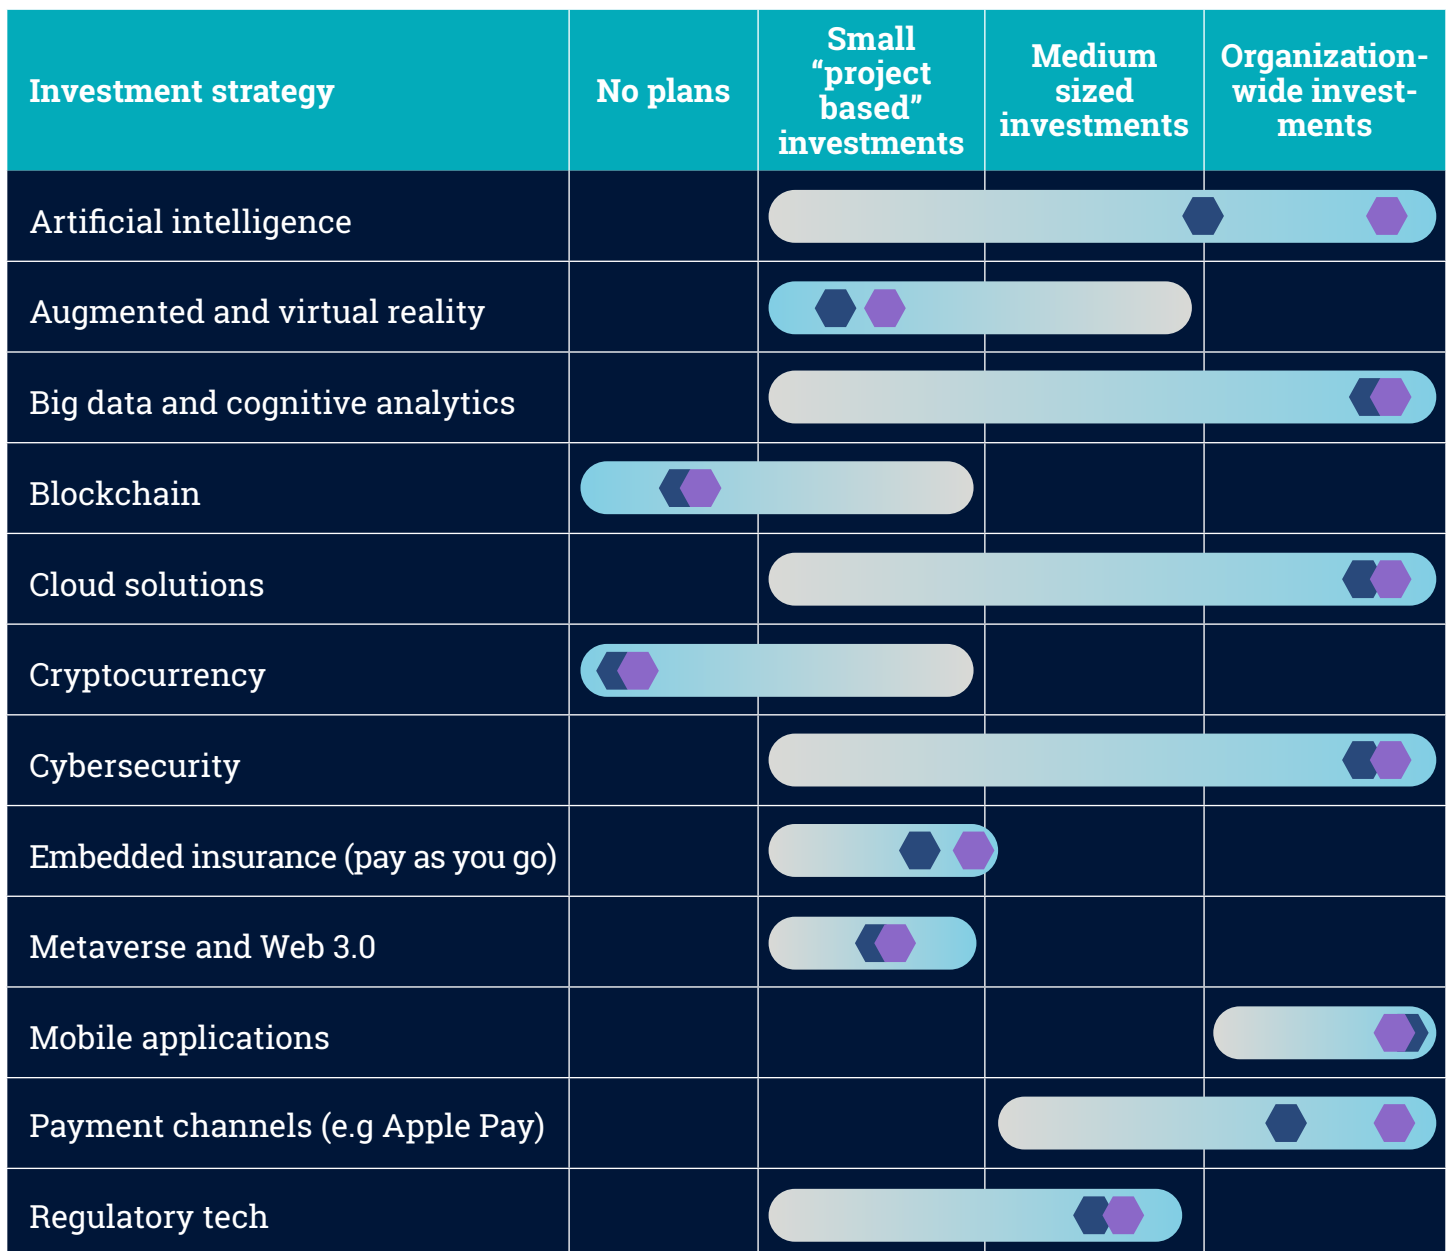 Investment strategy
No plans
Small
“project
based”
investments
Medium
sized
investments
Organization-
wide invest-
ments
Artificial intelligence
Augmented and virtual reality
Big data and cognitive analytics
Blockchain
Cloud solutions
Cryptocurrency
Cybersecurity
Embedded insurance (pay as you go)
Metaverse and Web 3.0
Mobile applications
Payment channels (e.g Apple Pay)
Regulatory tech